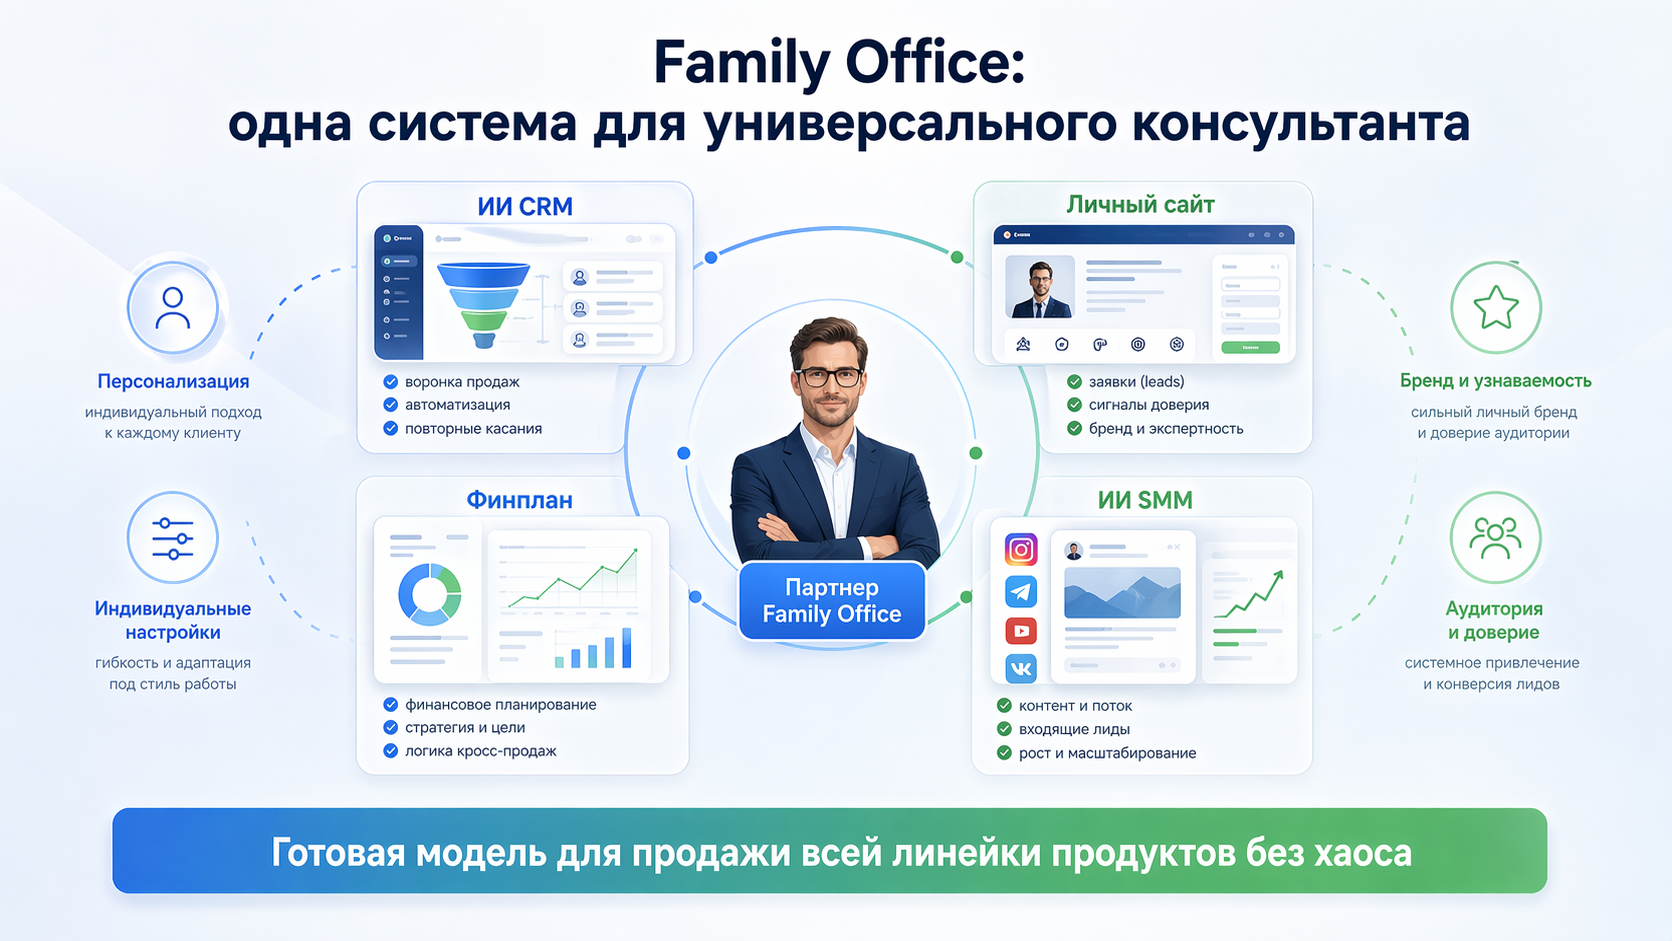 Family Office:
одна система для универсального консультанта
ИИ CRM
воронка продаж
автоматизация
повторные касания
Личный сайт
заявки (leads)
сигналы доверия
бренд и экспертность
Персонализация
индивидуальный подход
к каждому клиенту
Бренд и узнаваемость
сильный личный бренд
и доверие аудитории
Партнер
Family Office
Финплан
финансовое планирование
стратегия и цели
логика кросс-продаж
ИИ SMM
контент и поток
входящие лиды
рост и масштабирование
Индивидуальные
настройки
гибкость и адаптация
под стиль работы
Аудитория
и доверие
системное привлечение
и конверсия лидов
Готовая модель для продажи всей линейки продуктов без хаоса